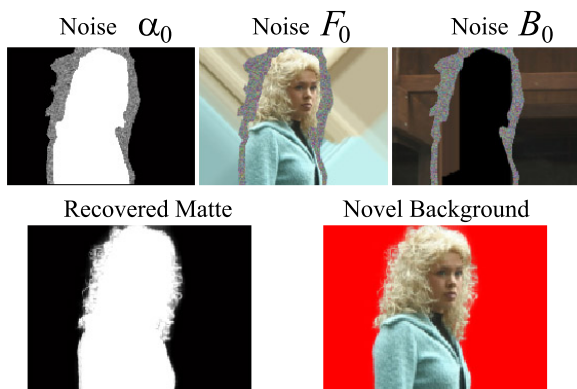 Noise α₀ Noise F₀ Noise B₀
Recovered Matte Novel Background